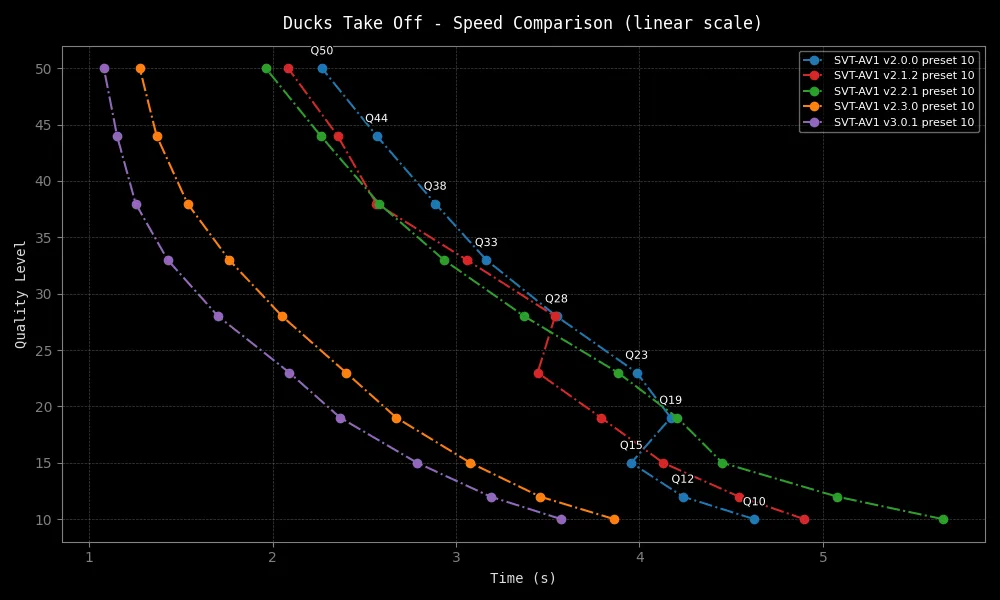 Ducks Take Off - Speed Comparison (linear scale)
SVT-AV1 v2.0.0 preset 10
SVT-AV1 v2.1.2 preset 10
SVT-AV1 v2.2.1 preset 10
SVT-AV1 v2.3.0 preset 10
SVT-AV1 v3.0.1 preset 10
Quality Level
50
45
40
35
30
25
20
15
10
Q50
Q44
Q38
Q33
Q28
Q23
Q19
Q15
Q12
Q10
1 2 3 4 5
Time (s)